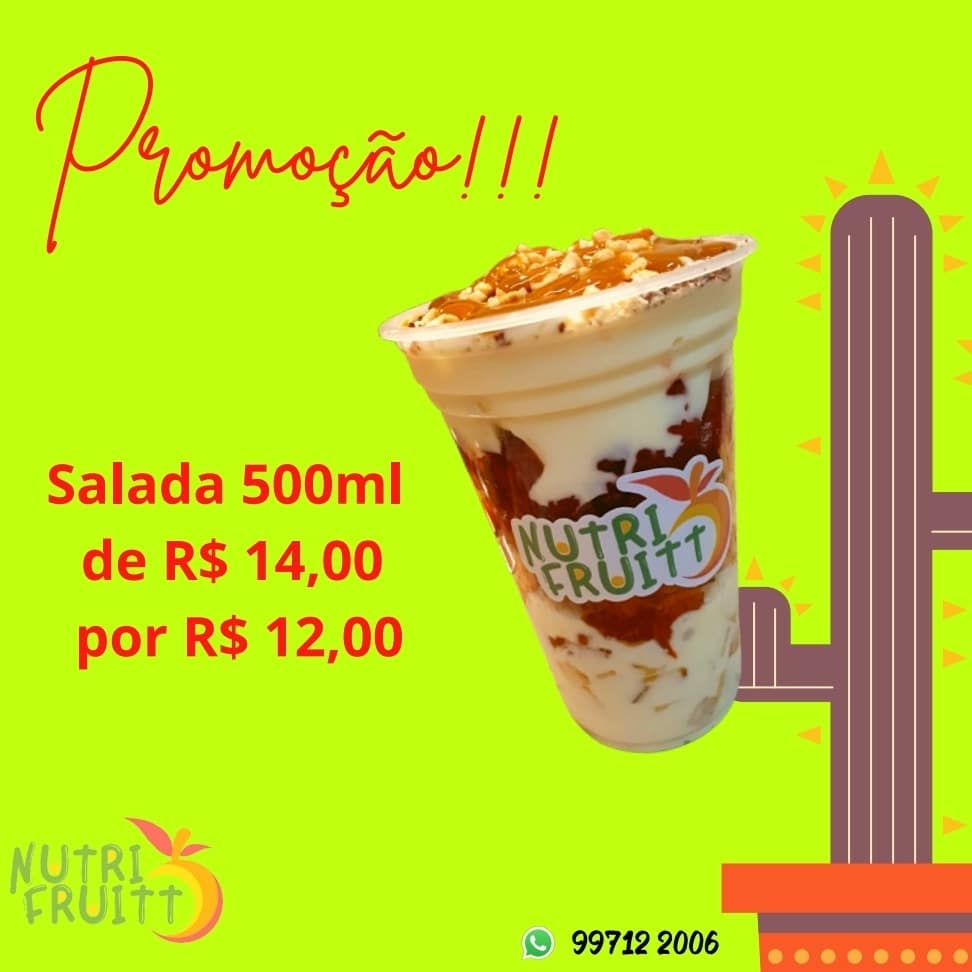 Promoção!!!
Salada 500ml
de R$ 14,00
por R$ 12,00
NUTRI
FRUITT
NUTRI
FRUITT
99712 2006